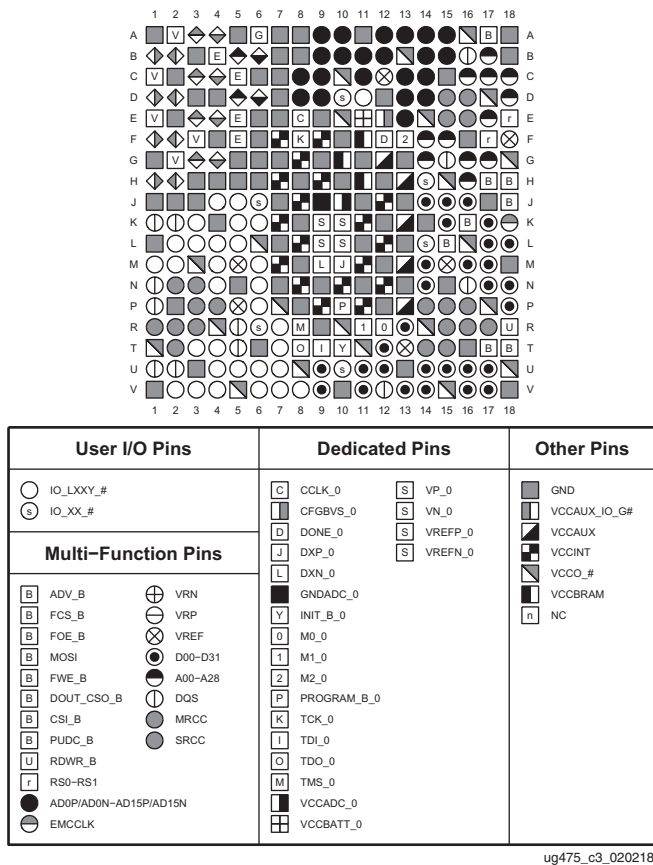 1 2 3 4 5 6 7 8 9 10 11 12 13 14 15 16 17 18
A V G B A
B E B
C V E C
D s D
E V E C r E
F V E K D 2 r F
G V G
H s B B H
J s B J
K S S B K
L S S s B L
M L J M
N N
P P P
R s M 1 0 U R
T O I Y B B T
U s U
V V
1 2 3 4 5 6 7 8 9 10 11 12 13 14 15 16 17 18
User I/O Pins
IO_LXXY_#
s IO_XX_#
Multi−Function Pins
B ADV_B
B FCS_B
B FOE_B
B MOSI
B FWE_B
B DOUT_CSO_B
B CSI_B
B PUDC_B
U RDWR_B
r RS0−RS1
AD0P/AD0N−AD15P/AD15N
EMCCLK
VRN
VRP
VREF
D00−D31
A00−A28
DQS
MRCC
SRCC
Dedicated Pins
C CCLK_0
CFGBVS_0
D DONE_0
J DXP_0
L DXN_0
GNDADC_0
Y INIT_B_0
0 M0_0
1 M1_0
2 M2_0
P PROGRAM_B_0
K TCK_0
I TDI_0
O TDO_0
M TMS_0
VCCADC_0
VCCBATT_0
S VP_0
S VN_0
S VREFP_0
S VREFN_0
Other Pins
GND
VCCAUX_IO_G#
VCCAUX
VCCINT
VCCO_#
VCCBRAM
n NC
ug475_c3_020218